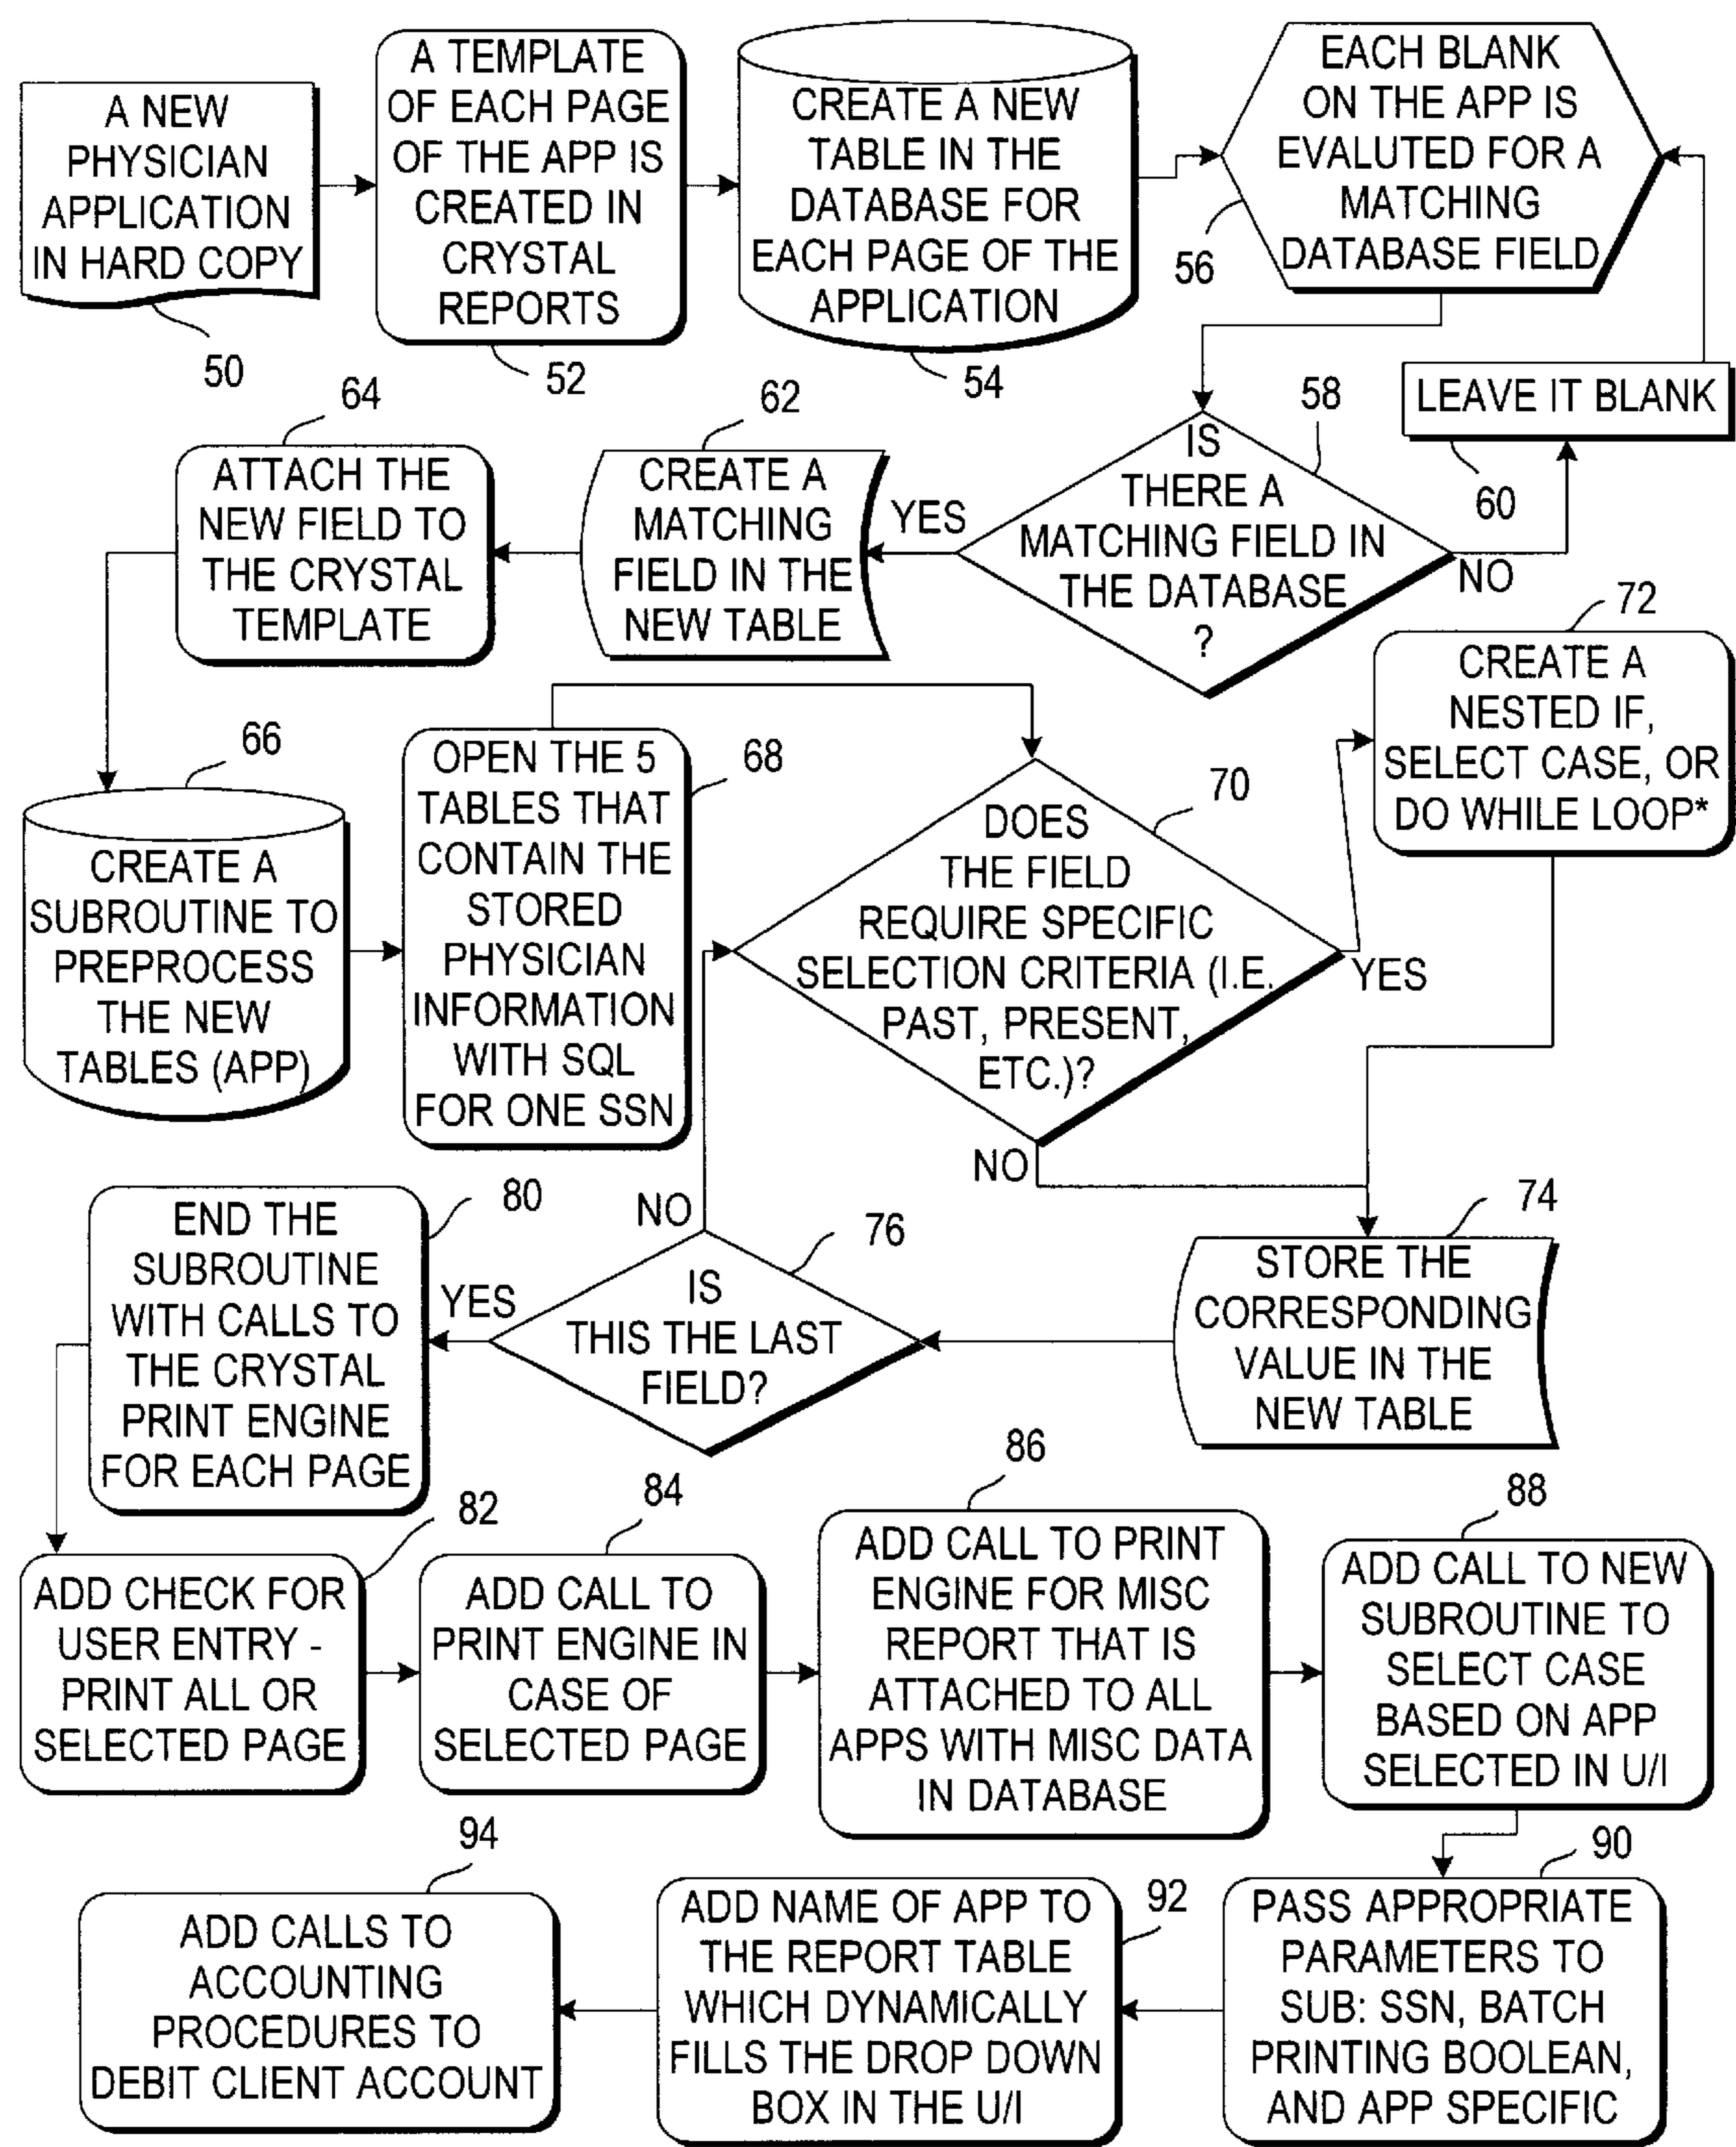 A NEW
PHYSICIAN
APPLICATION
IN HARD COPY
50
A TEMPLATE
OF EACH PAGE
OF THE APP IS
CREATED IN
CRYSTAL
REPORTS
52
CREATE A NEW
TABLE IN THE
DATABASE FOR
EACH PAGE OF THE
APPLICATION
54
EACH BLANK
ON THE APP IS
EVALUTED FOR A
MATCHING
DATABASE FIELD
56
IS
THERE A
MATCHING FIELD IN
THE DATABASE
?
58
NO
LEAVE IT BLANK
60
YES
CREATE A
MATCHING
FIELD IN THE
NEW TABLE
62
ATTACH THE
NEW FIELD TO
THE CRYSTAL
TEMPLATE
64
CREATE A
SUBROUTINE TO
PREPROCESS
THE NEW
TABLES (APP)
66
OPEN THE 5
TABLES THAT
CONTAIN THE
STORED
PHYSICIAN
INFORMATION
WITH SQL
FOR ONE SSN
68
DOES
THE FIELD
REQUIRE SPECIFIC
SELECTION CRITERIA (I.E.
PAST, PRESENT,
ETC.)?
70
YES
CREATE A
NESTED IF,
SELECT CASE, OR
DO WHILE LOOP*
72
NO
STORE THE
CORRESPONDING
VALUE IN THE
NEW TABLE
74
IS
THIS THE LAST
FIELD?
76
NO
YES
END THE
SUBROUTINE
WITH CALLS TO
THE CRYSTAL
PRINT ENGINE
FOR EACH PAGE
80
ADD CHECK FOR
USER ENTRY -
PRINT ALL OR
SELECTED PAGE
82
ADD CALL TO
PRINT ENGINE IN
CASE OF
SELECTED PAGE
84
ADD CALL TO PRINT
ENGINE FOR MISC
REPORT THAT IS
ATTACHED TO ALL
APPS WITH MISC DATA
IN DATABASE
86
ADD CALL TO NEW
SUBROUTINE TO
SELECT CASE
BASED ON APP
SELECTED IN U/I
88
PASS APPROPRIATE
PARAMETERS TO
SUB: SSN, BATCH
PRINTING BOOLEAN,
AND APP SPECIFIC
90
ADD NAME OF APP TO
THE REPORT TABLE
WHICH DYNAMICALLY
FILLS THE DROP DOWN
BOX IN THE U/I
92
ADD CALLS TO
ACCOUNTING
PROCEDURES TO
DEBIT CLIENT ACCOUNT
94